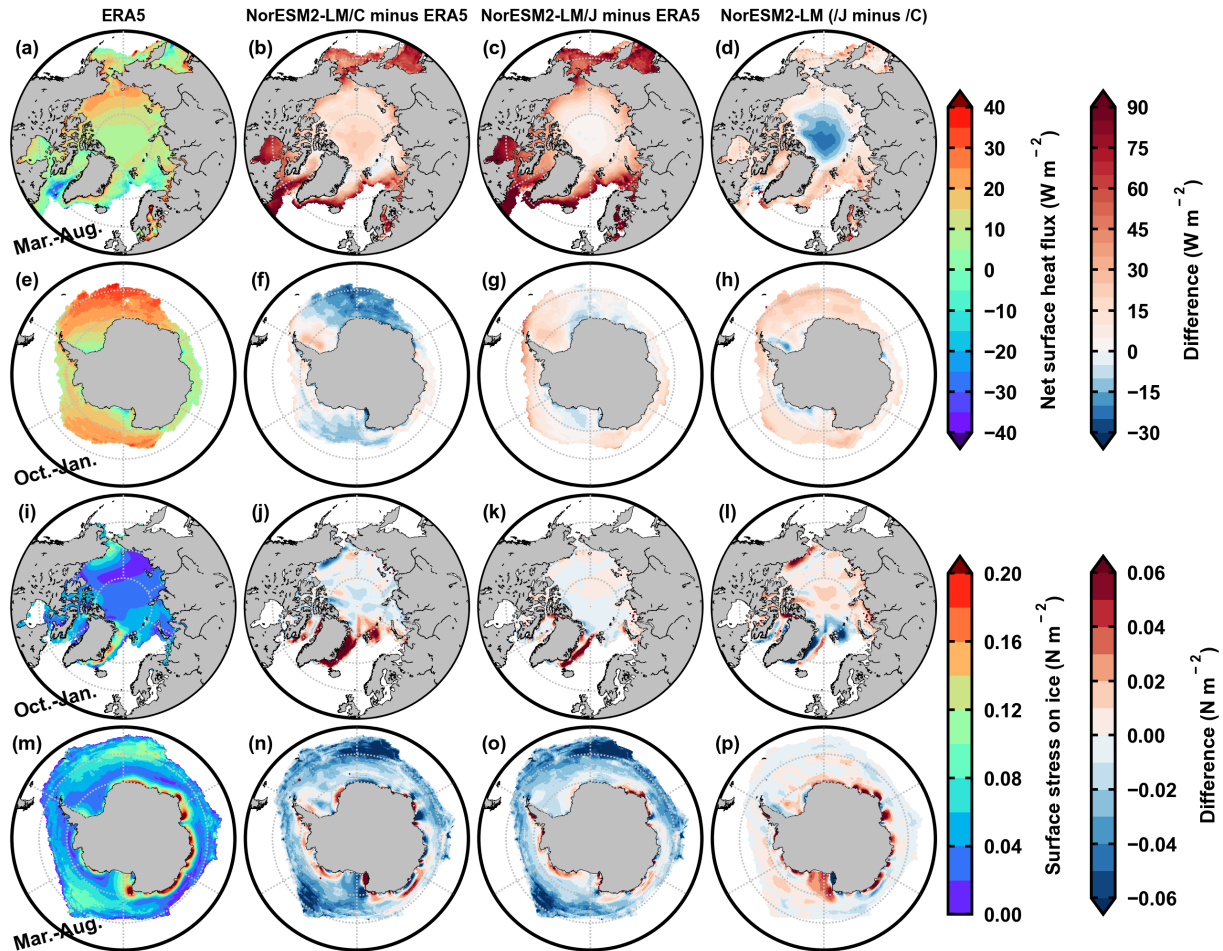 ERA5 NorESM2-LM/C minus ERA5 NorESM2-LM/J minus ERA5 NorESM2-LM (/J minus /C)
(a) (b) (c) (d)
Mar.-Aug.
(e) (f) (g) (h)
Oct.-Jan.
40
30
20
10
0
−10
−20
−30
−40
Net surface heat flux (W m⁻²)
90
75
60
45
30
15
0
−15
−30
Difference (W m⁻²)
(i) (j) (k) (l)
Oct.-Jan.
(m) (n) (o) (p)
Mar.-Aug.
0.20
0.16
0.12
0.08
0.04
0.00
Surface stress on ice (N m⁻²)
0.06
0.04
0.02
0.00
−0.02
−0.04
−0.06
Difference (N m⁻²)